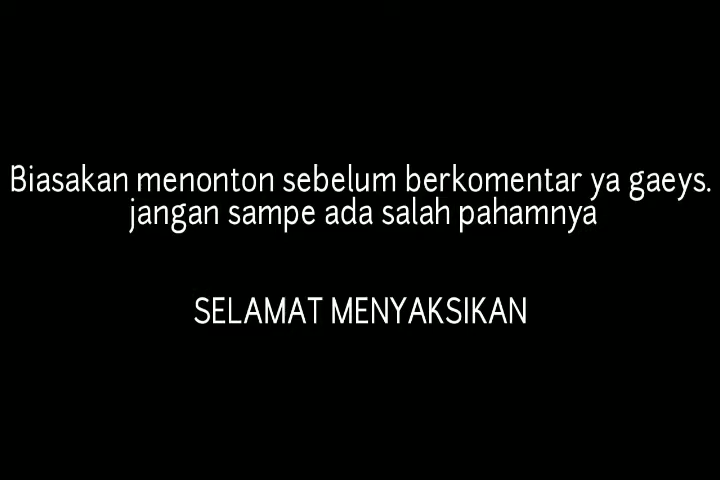 Biasakan menonton sebelum berkomentar ya gaeys.
jangan sampe ada salah pahamnya
SELAMAT MENYAKSIKAN